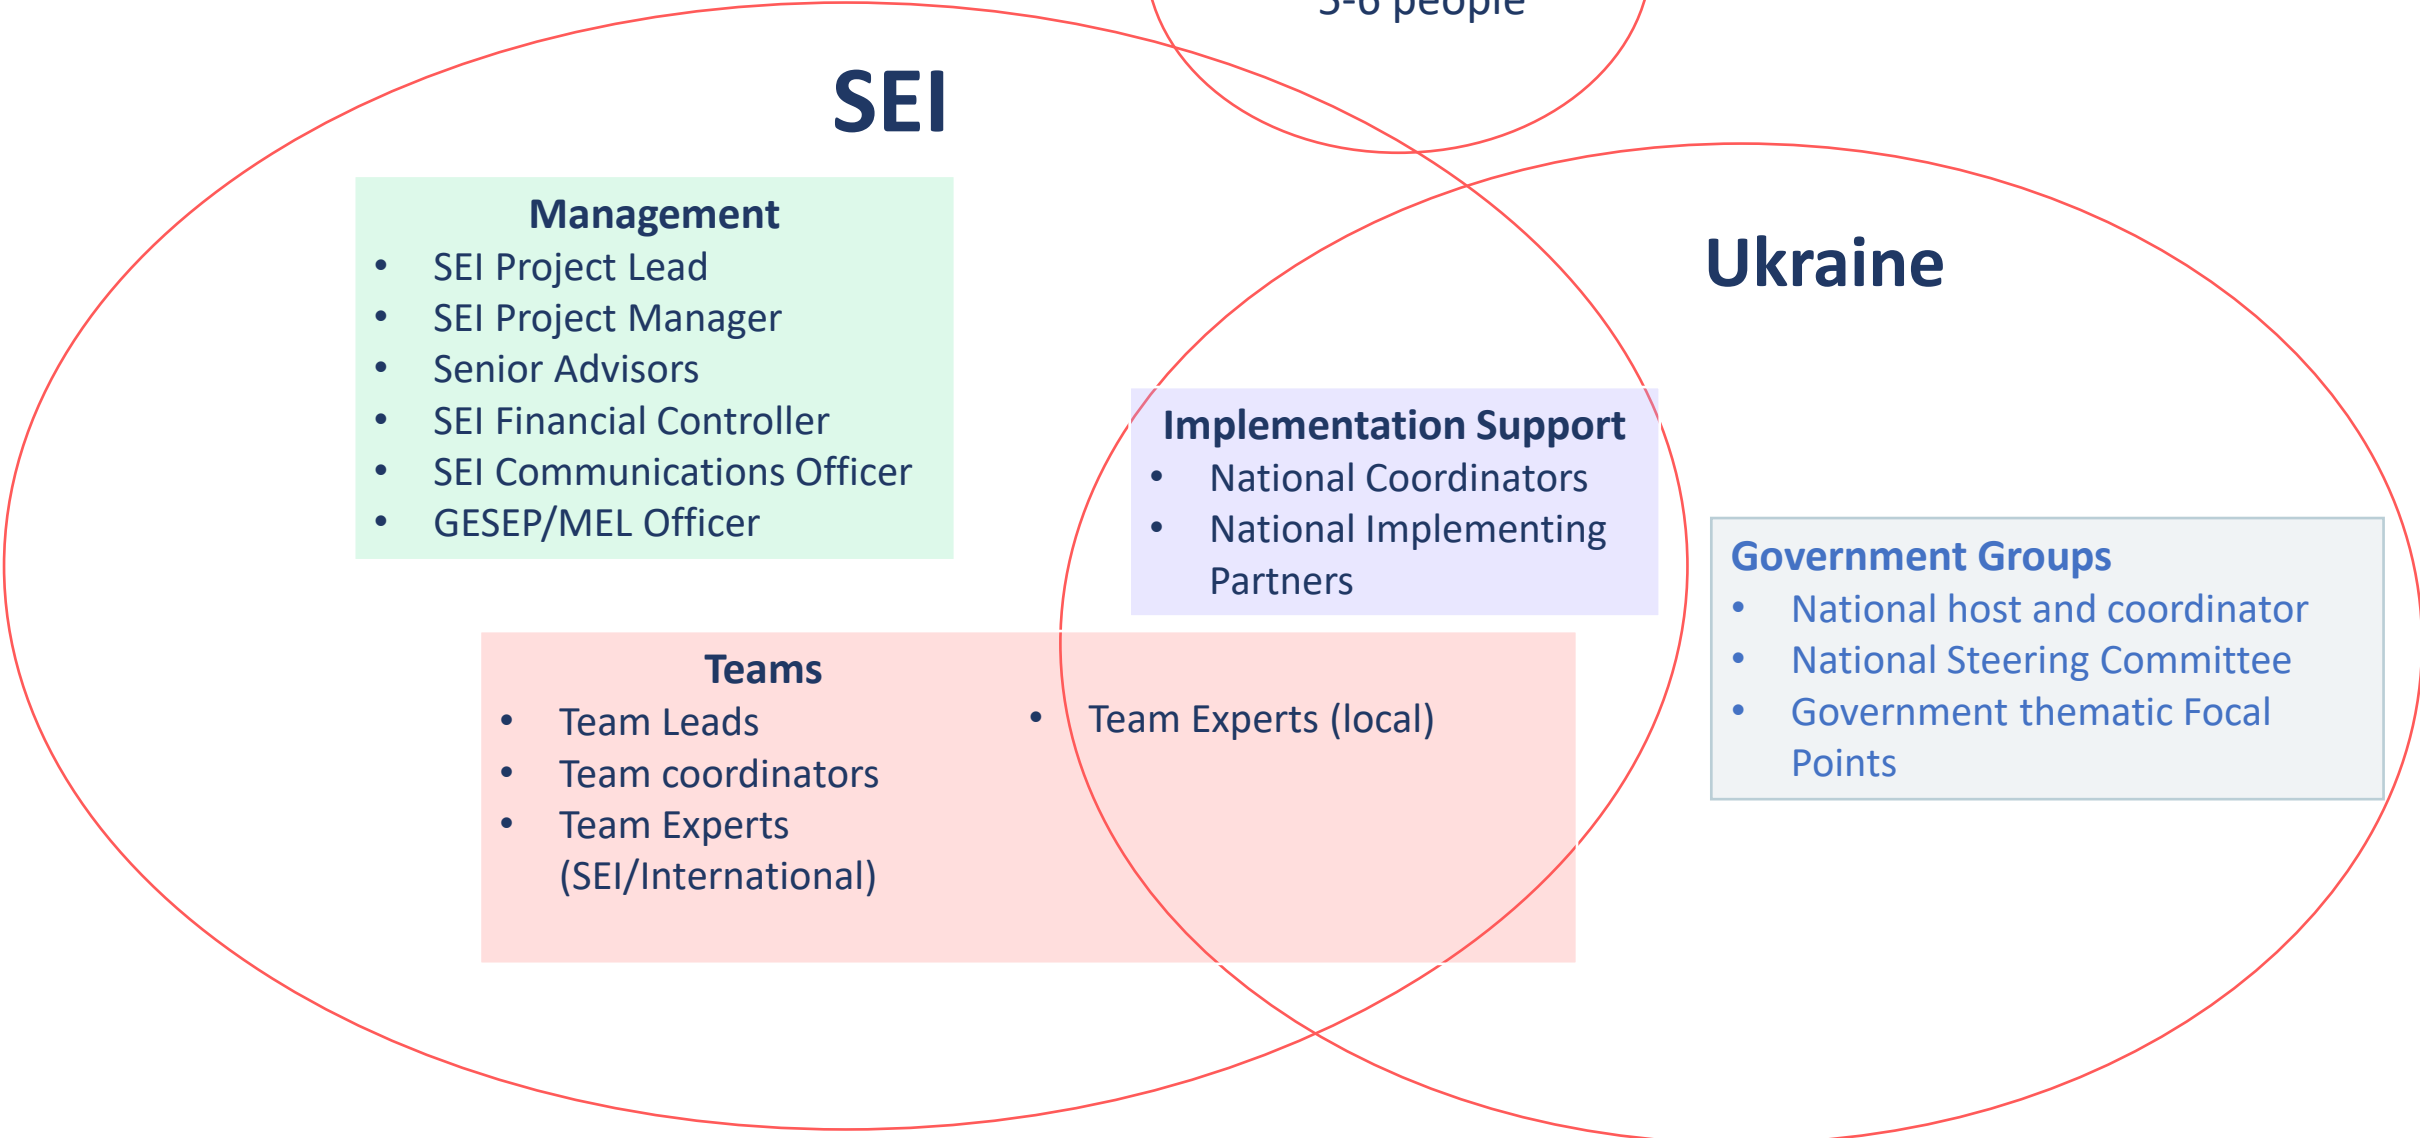 people
SEI
Management
• SEI Project Lead
• SEI Project Manager
• Senior Advisors
• SEI Financial Controller
• SEI Communications Officer
• GESEP/MEL Officer
Ukraine
Implementation Support
• National Coordinators
• National Implementing
Partners
Government Groups
• National host and coordinator
• National Steering Committee
• Government thematic Focal
Points
Teams
• Team Leads
• Team coordinators
• Team Experts
(SEI/International)
• Team Experts (local)